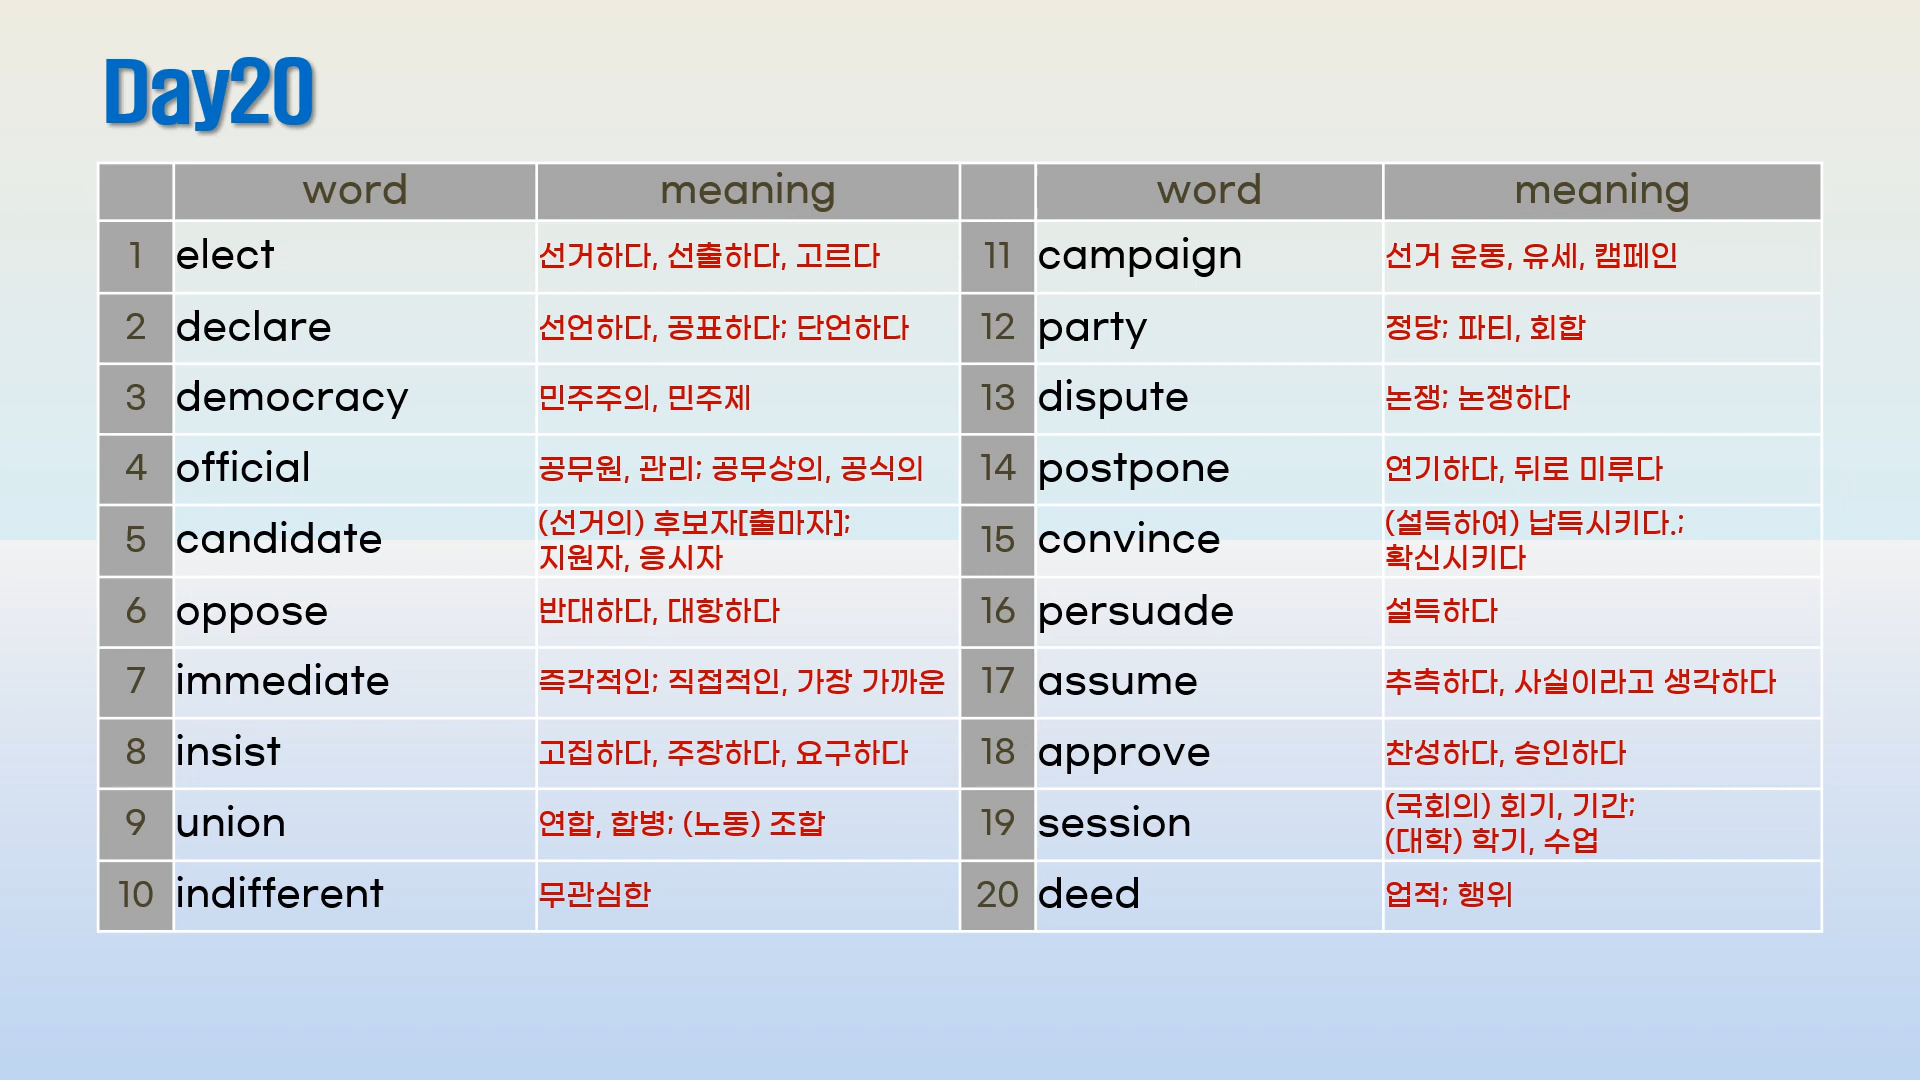 Day20
word meaning word meaning
1 elect 선거하다, 선출하다, 고르다 11 campaign 선거 운동, 유세, 캠페인
2 declare 선언하다, 공표하다; 단언하다 12 party 정당; 파티, 회합
3 democracy 민주주의, 민주제 13 dispute 논쟁; 논쟁하다
4 official 공무원, 관리; 공무상의, 공식의 14 postpone 연기하다, 뒤로 미루다
5 candidate (선거의) 후보자[출마자];
지원자, 응시자
15 convince (설득하여) 납득시키다.;
확신시키다
6 oppose 반대하다, 대항하다 16 persuade 설득하다
7 immediate 즉각적인; 직접적인, 가장 가까운 17 assume 추측하다, 사실이라고 생각하다
8 insist 고집하다, 주장하다, 요구하다 18 approve 찬성하다, 승인하다
9 union 연합, 합병; (노동) 조합 19 session (국회의) 회기, 기간;
(대학) 학기, 수업
10 indifferent 무관심한 20 deed 업적; 행위